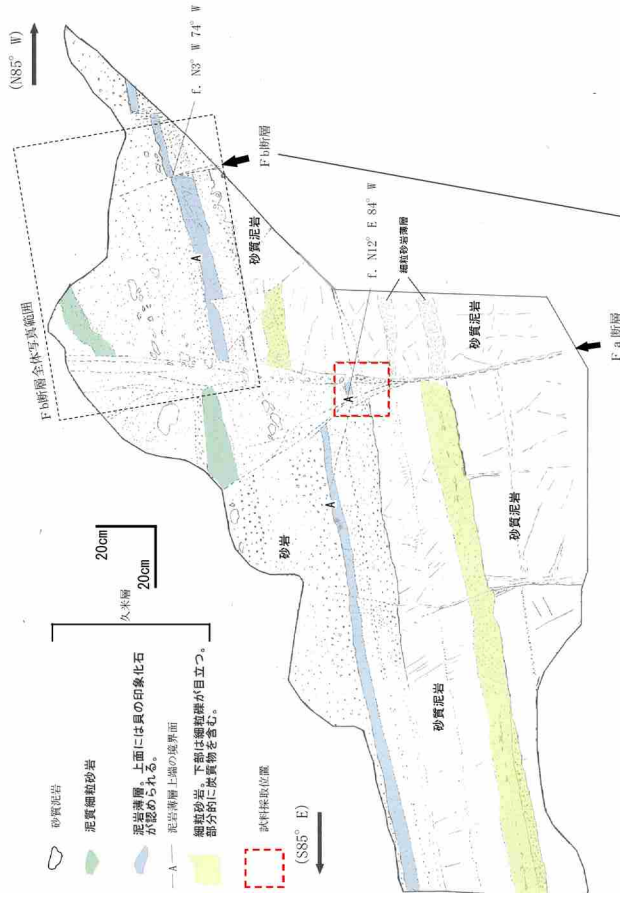 (N85° W)
f. N3° W 74° W
Fb断層
Fb断層全体写真範囲
A
砂質泥岩
f. N12° E 84° W
細粒砂岩薄層
砂質泥岩
Fa断層
A
A
砂岩
砂質泥岩
砂質泥岩
20cm
20cm
久米層
砂質泥岩
泥質細粒砂岩
泥岩薄層。上面には貝の印象化石
が認められる。
A 泥岩薄層上端の境界面
細粒砂岩。下部は細粒礫が目立つ。
部分的に炭質物を含む。
試料採取位置
(S85° E)